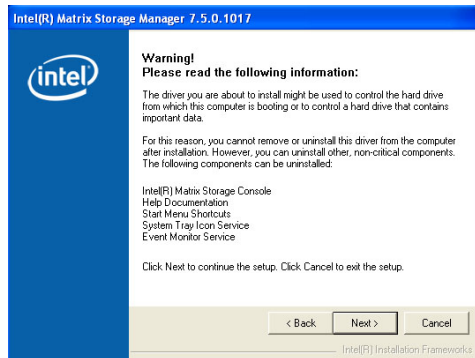 Intel(R) Matrix Storage Manager 7.5.0.1017
intel
Warning!
Please read the following information:
The driver you are about to install might be used to control the hard drive
from which this computer is booting or to control a hard drive that contains
important data.
For this reason, you cannot remove or uninstall this driver from the computer
after installation. However, you can uninstall other, non-critical components.
The following components can be uninstalled:
Intel(R) Matrix Storage Console
Help Documentation
Start Menu Shortcuts
System Tray Icon Service
Event Monitor Service
Click Next to continue the setup. Click Cancel to exit the setup.
< Back Next > Cancel
Intel(R) Installation Frameworks